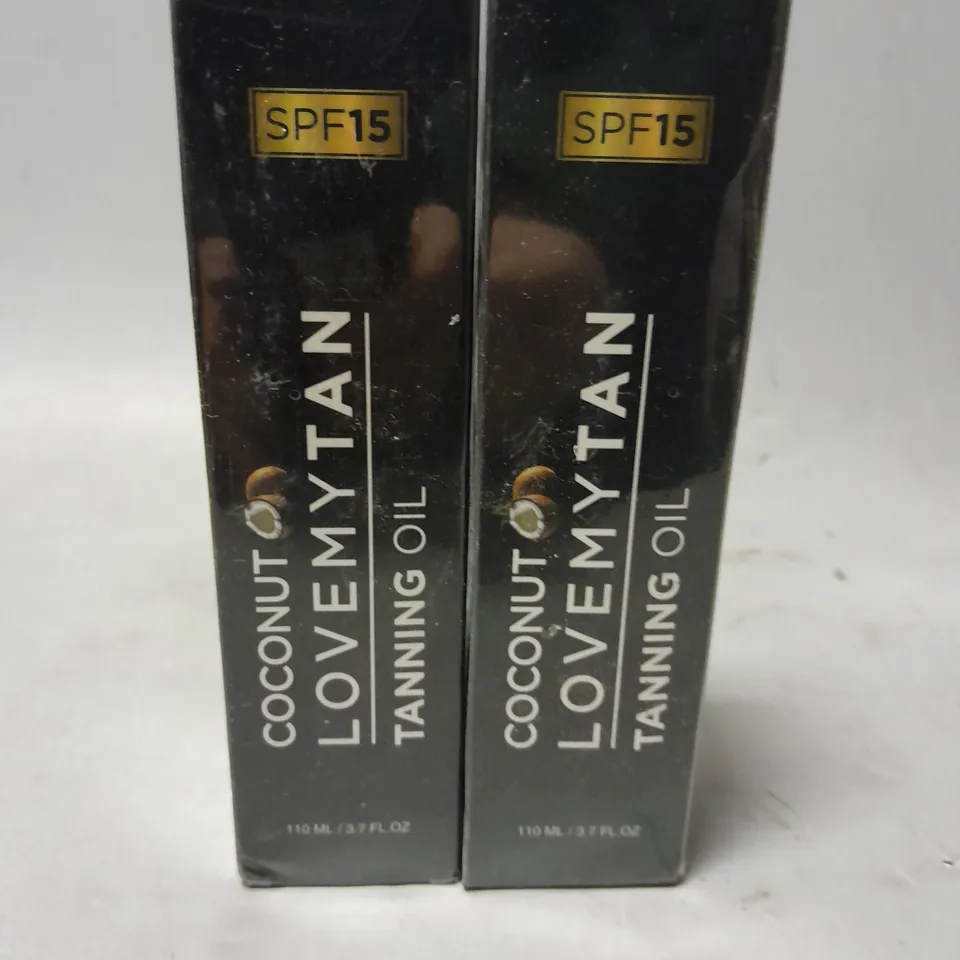 SPF15
COCONUT
LOVEMYTAN
TANNING OIL
110 ML / 3.7 FL.OZ
SPF15
COCONUT
LOVEMYTAN
TANNING OIL
110 ML / 3.7 FL.OZ